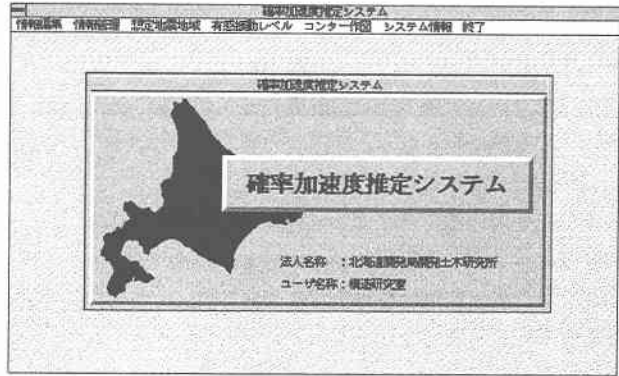 確率加速度推定システム
情報編集 情報管理 想定地震地域 有感振動レベル コンター作図 システム情報 終了
確率加速度推定システム
確率加速度推定システム
法人名称 ：北海道開発局開発土木研究所
ユーザ名称：構造研究室